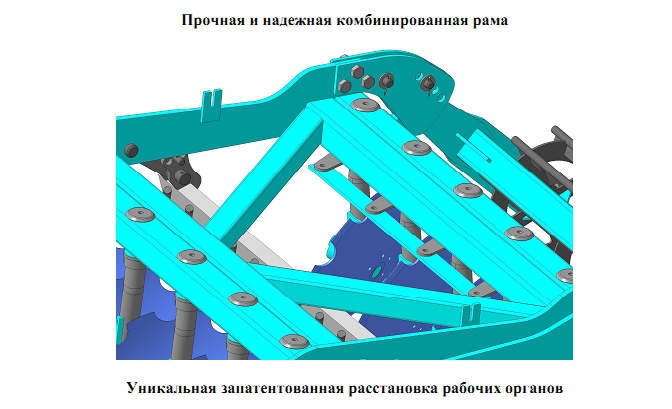 Прочная и надежная комбинированная рама
Уникальная запатентованная расстановка рабочих органов